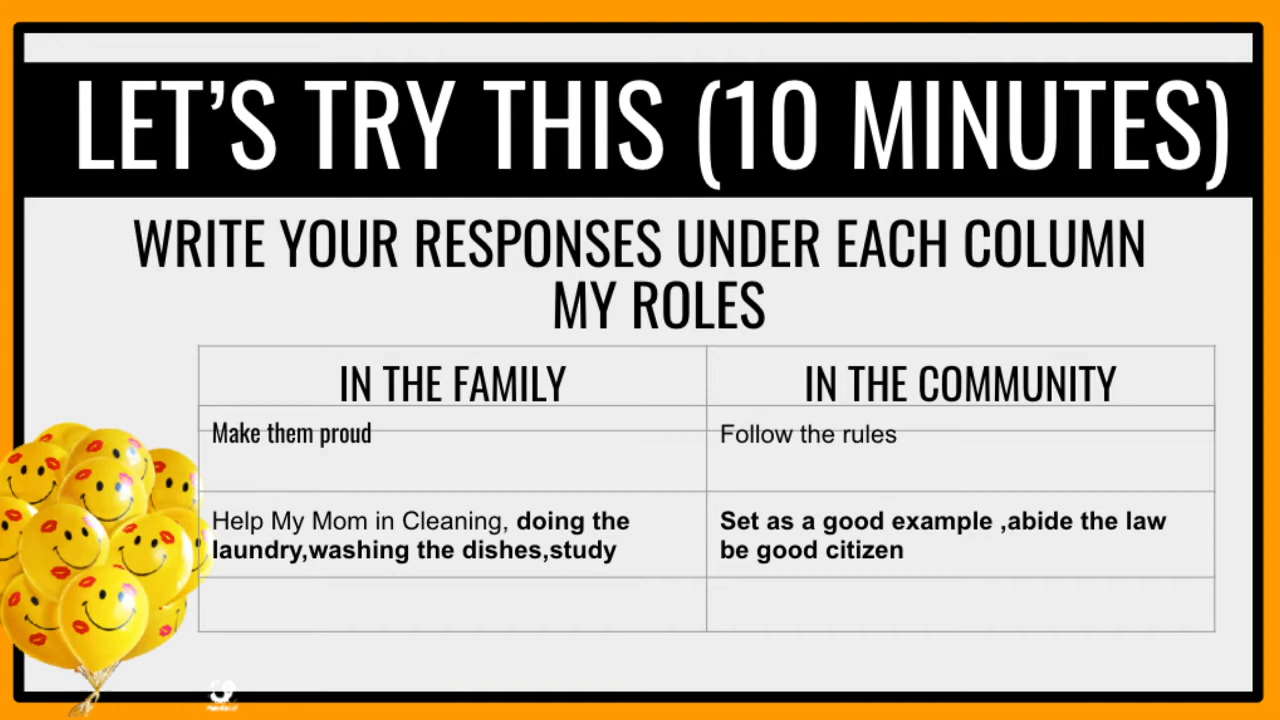 LET'S TRY THIS (10 MINUTES)
WRITE YOUR RESPONSES UNDER EACH COLUMN
MY ROLES
IN THE FAMILY
IN THE COMMUNITY
Make them proud
Follow the rules
Help My Mom in Cleaning, doing the
laundry,washing the dishes,study
Set as a good example ,abide the law
be good citizen